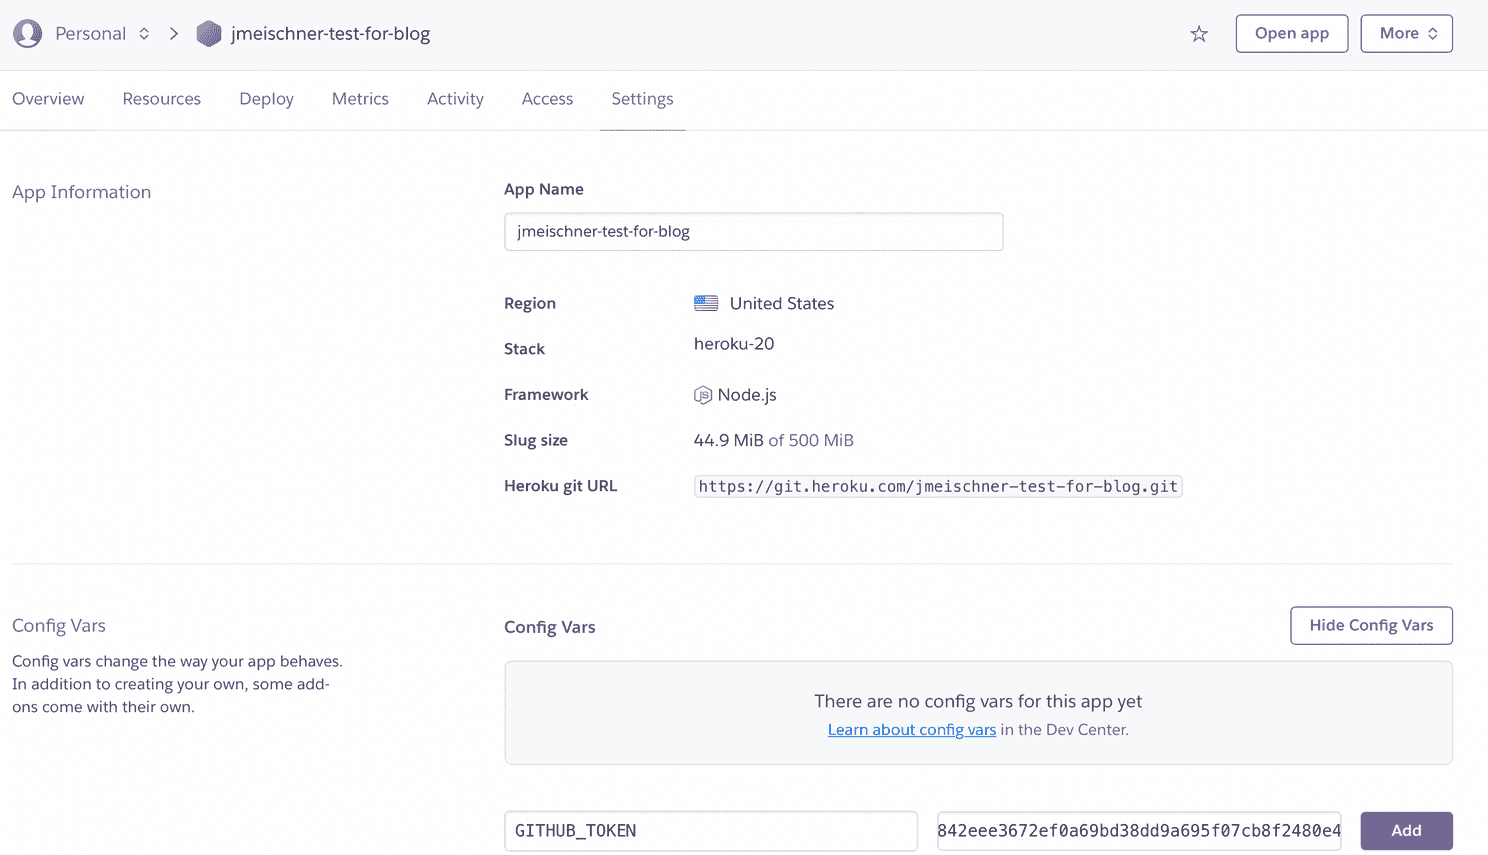 Personal jmeischner-test-for-blog Open app More
Overview Resources Deploy Metrics Activity Access Settings
App Information
App Name
jmeischner-test-for-blog
Region United States
Stack heroku-20
Framework Node.js
Slug size 44.9 MiB of 500 MiB
Heroku git URL https://git.heroku.com/jmeischner-test-for-blog.git
Config Vars
Config vars change the way your app behaves.
In addition to creating your own, some add-
ons come with their own.
Config Vars Hide Config Vars
There are no config vars for this app yet
Learn about config vars in the Dev Center.
GITHUB_TOKEN 842eee3672ef0a69bd38dd9a695f07cb8f2480e4 Add